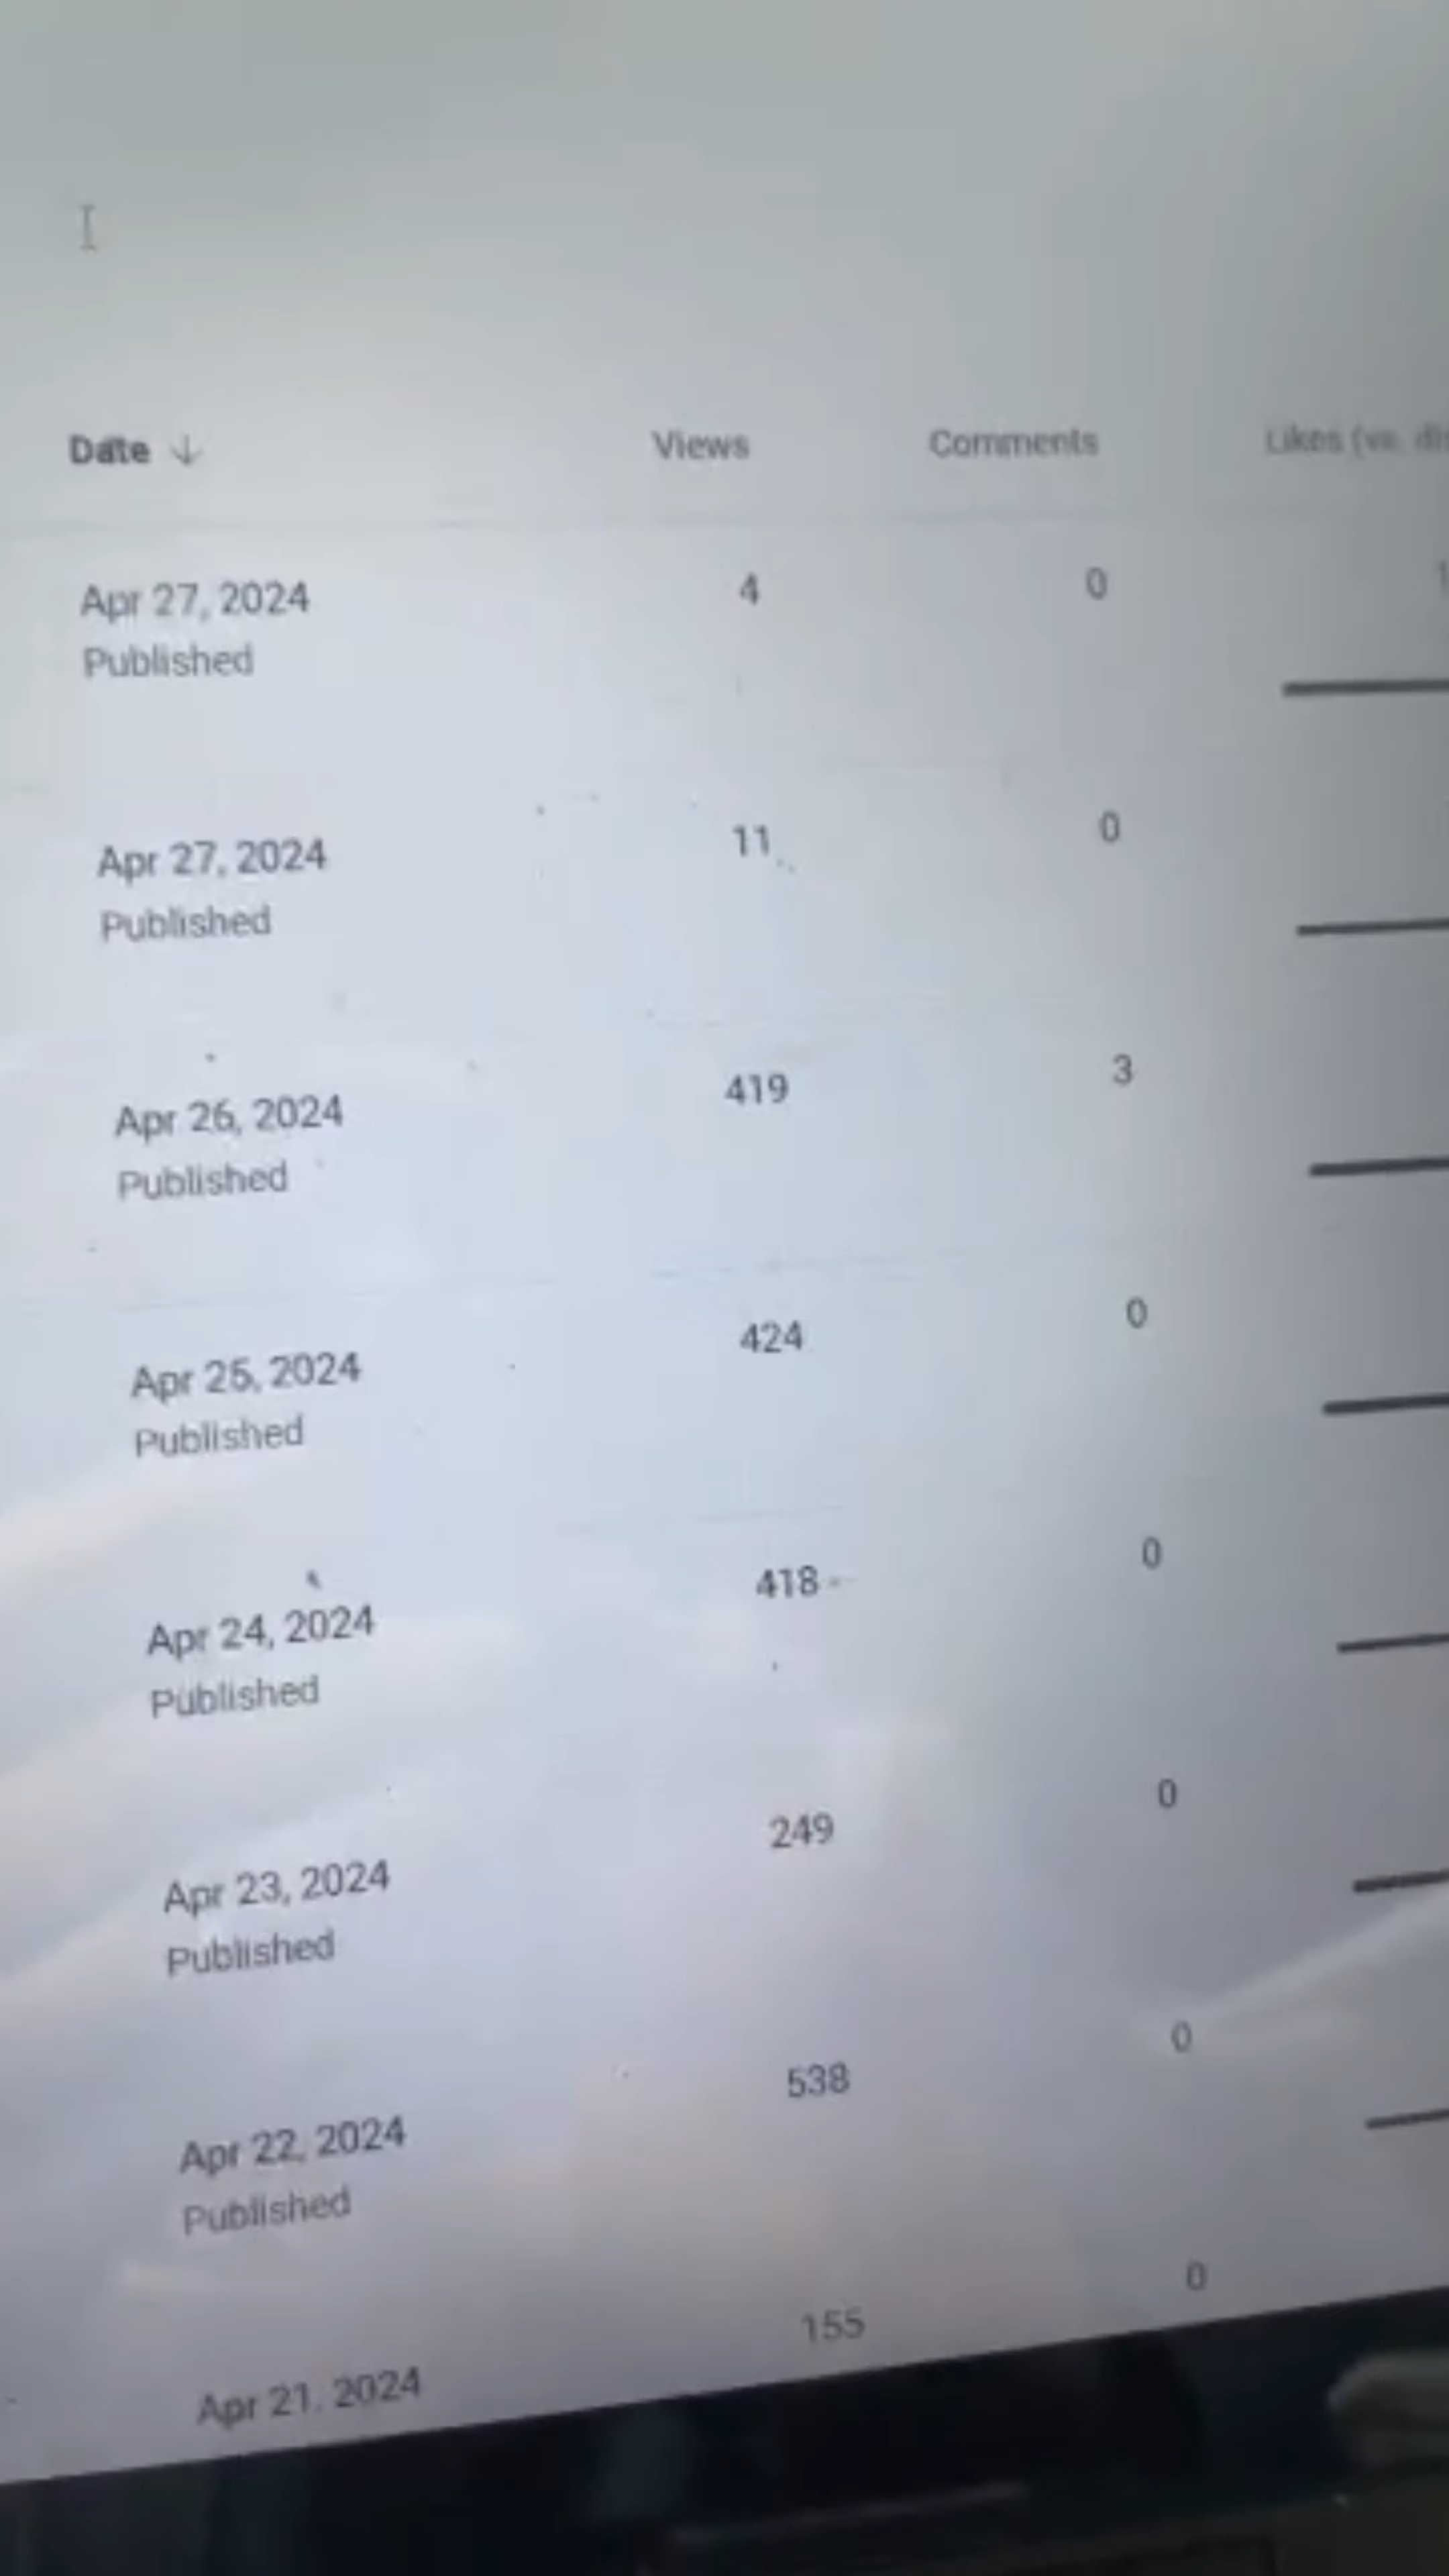 Date ↓ Views Comments Likes (vs.
Apr 27, 2024 4 0
Published
Apr 27, 2024 11 0
Published
Apr 26, 2024 419 3
Published
Apr 25, 2024 424 0
Published
Apr 24, 2024 418 0
Published
Apr 23, 2024 249 0
Published
Apr 22, 2024 538 0
Published
Apr 21, 2024 155 0